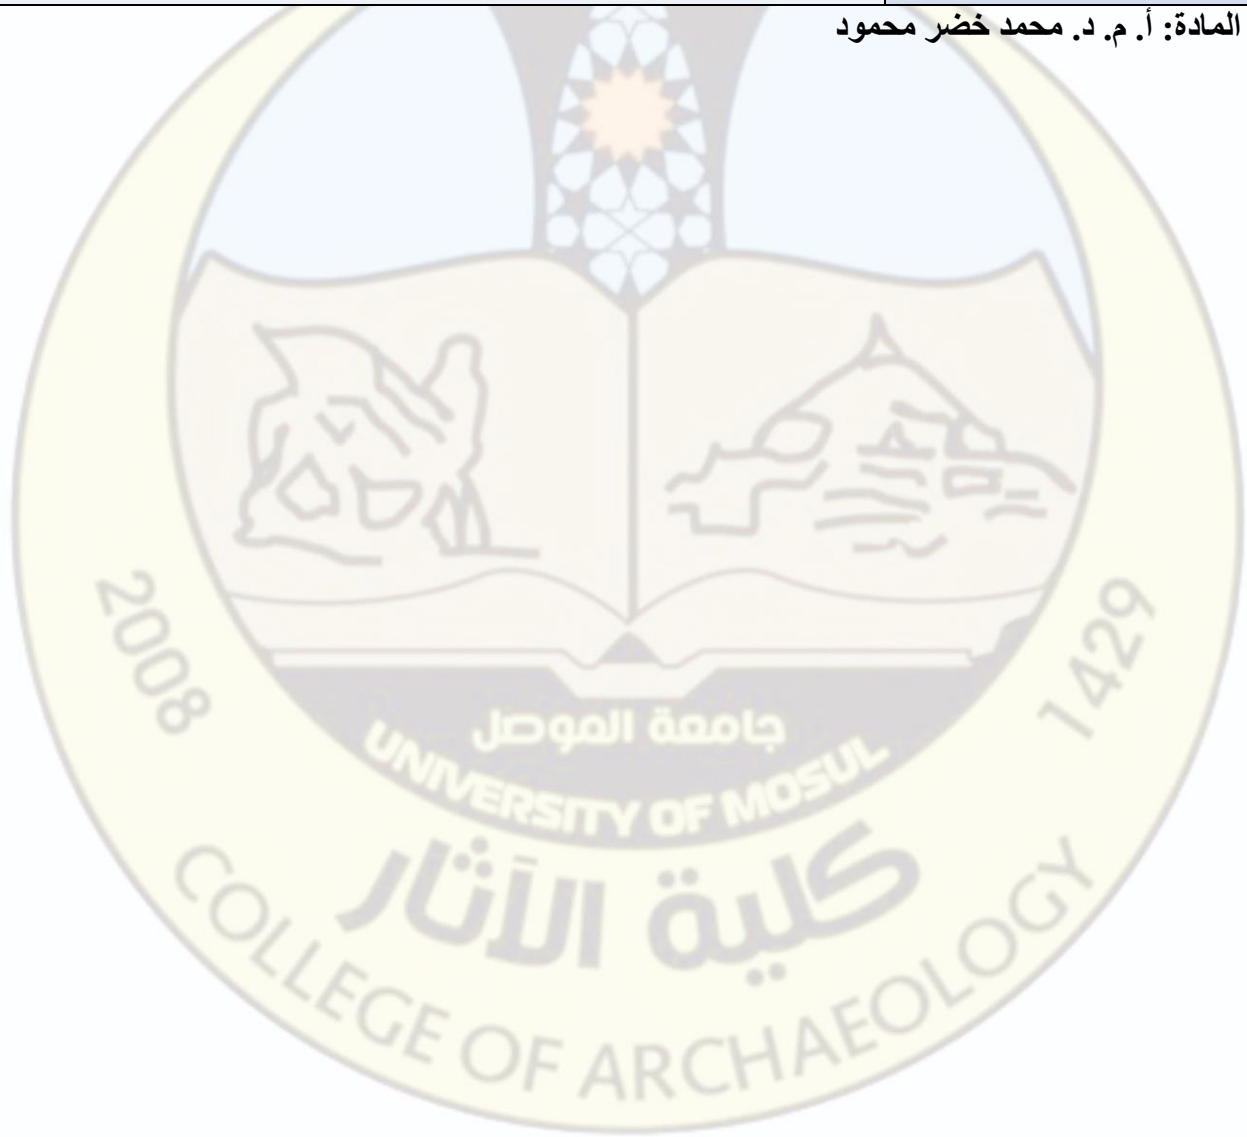 المادة: أ. م. د. محمد خضر محمود
2008
1429
جامعة الموصل
UNIVERSITY OF MOSUL
كلية الآثار
COLLEGE OF ARCHAEOLOGY